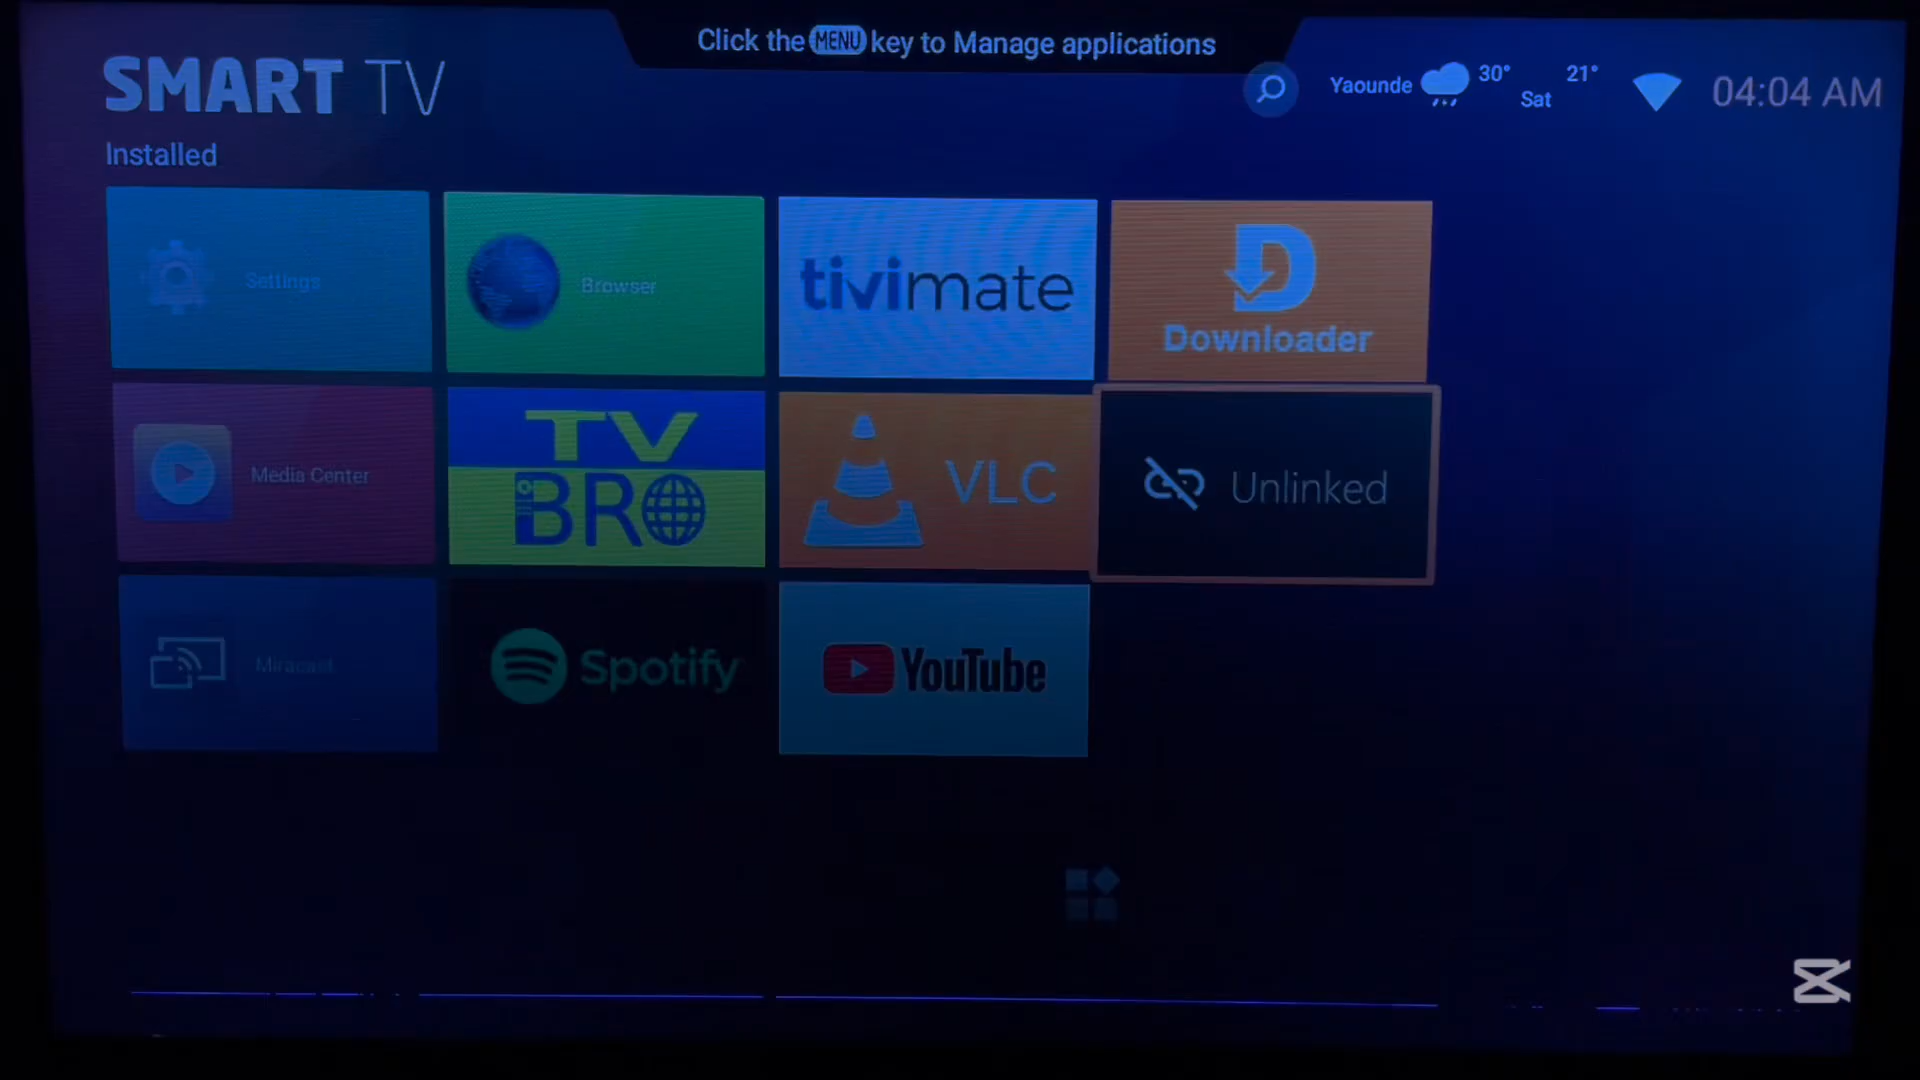 Click the MENU key to Manage applications
SMART TV
Yaounde 30° Sat 21°
04:04 AM
Installed
Settings
Browser
tivimate
Downloader
Media Center
TV
BRO
VLC
Unlinked
Miracast
Spotify
YouTube